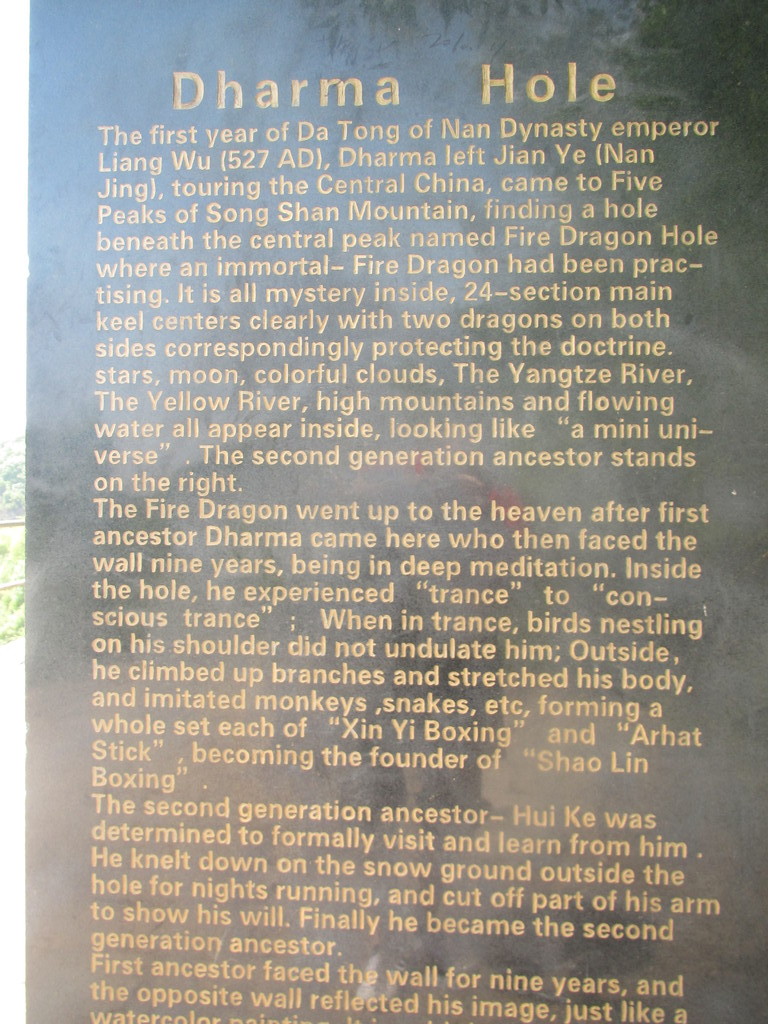 Dharma Hole
The first year of Da Tong of Nan Dynasty emperor
Liang Wu (527 AD), Dharma left Jian Ye (Nan
Jing), touring the Central China, came to Five
Peaks of Song Shan Mountain, finding a hole
beneath the central peak named Fire Dragon Hole
where an immortal– Fire Dragon had been prac–
tising. It is all mystery inside, 24–section main
keel centers clearly with two dragons on both
sides correspondingly protecting the doctrine.
stars, moon, colorful clouds, The Yangtze River,
The Yellow River, high mountains and flowing
water all appear inside, looking like “a mini uni–
verse” . The second generation ancestor stands
on the right.
The Fire Dragon went up to the heaven after first
ancestor Dharma came here who then faced the
wall nine years, being in deep meditation. Inside
the hole, he experienced “trance” to “con–
scious trance” ; When in trance, birds nestling
on his shoulder did not undulate him; Outside,
he climbed up branches and stretched his body,
and imitated monkeys ,snakes, etc, forming a
whole set each of “Xin Yi Boxing” and “Arhat
Stick” , becoming the founder of “Shao Lin
Boxing” .
The second generation ancestor– Hui Ke was
determined to formally visit and learn from him .
He knelt down on the snow ground outside the
hole for nights running, and cut off part of his arm
to show his will. Finally he became the second
generation ancestor.
First ancestor faced the wall for nine years, and
the opposite wall reflected his image, just like a
watercolor painting. It is